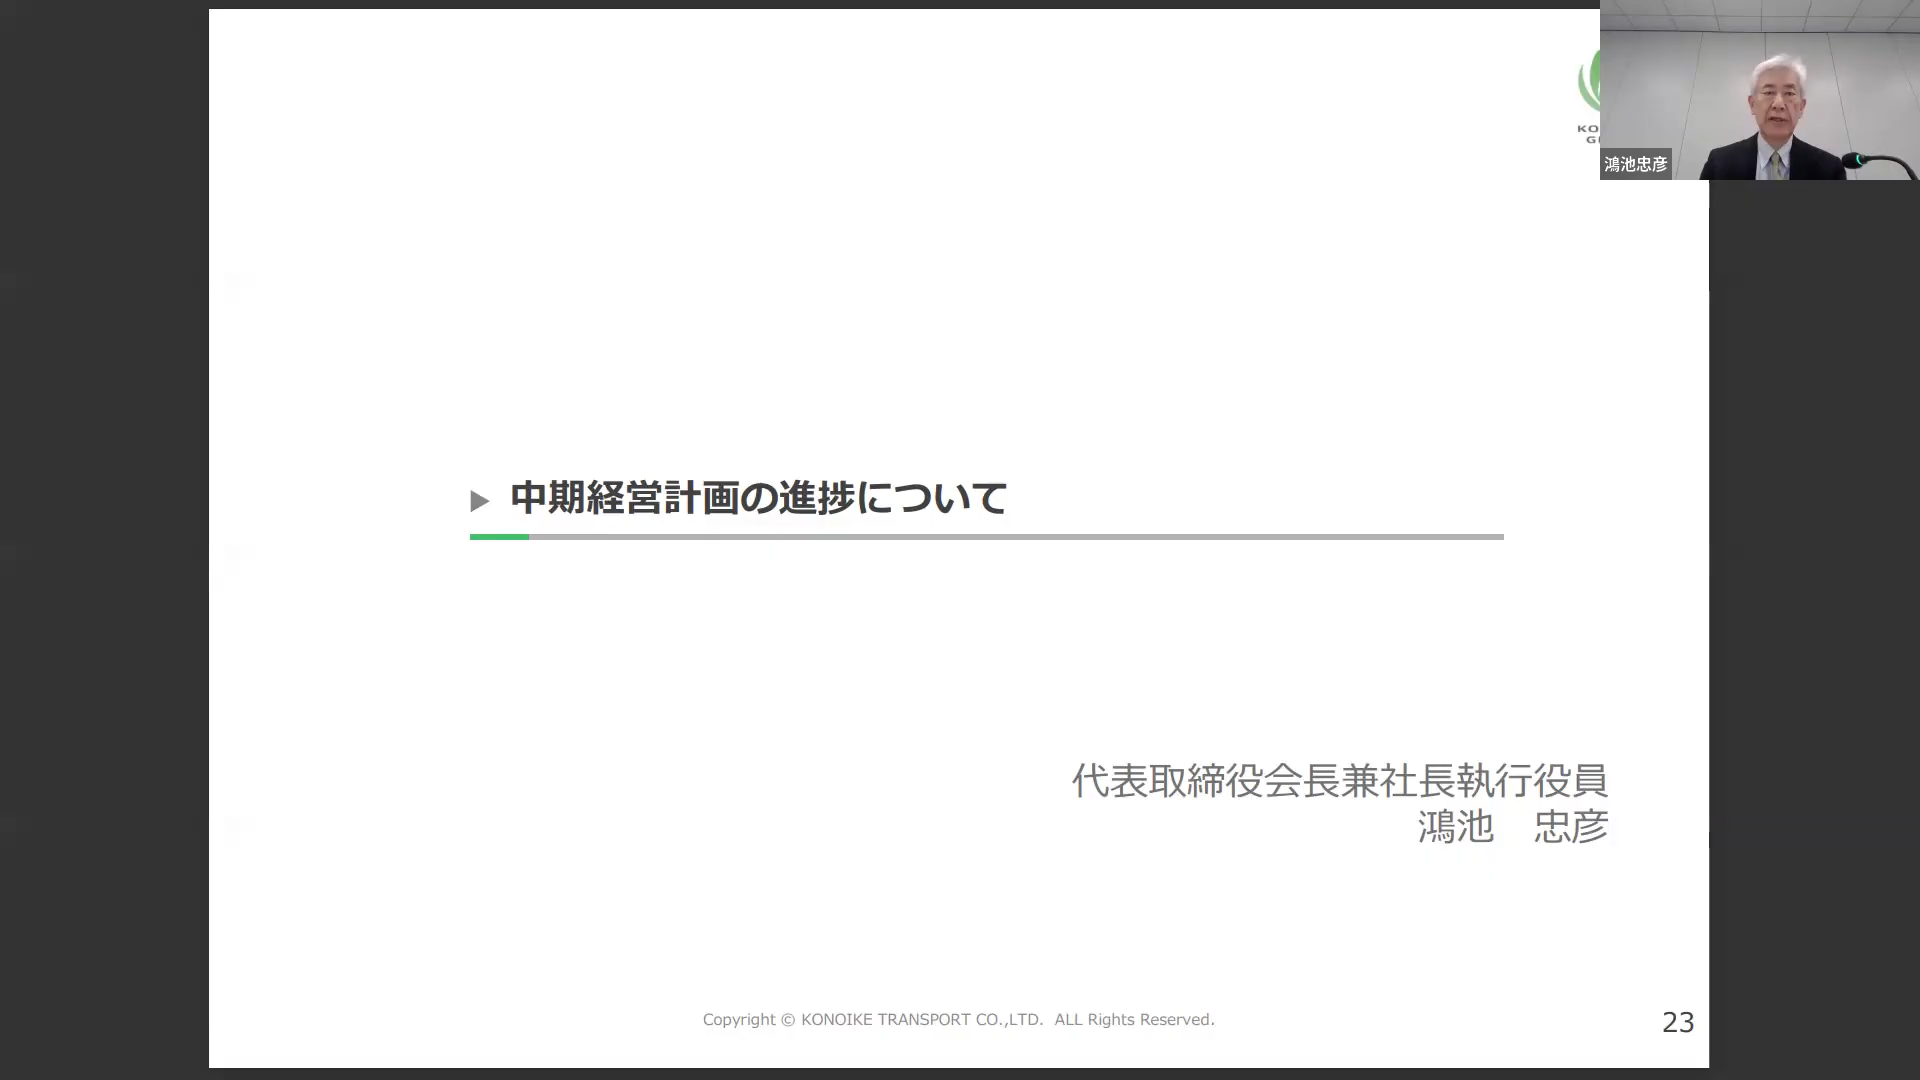 KO
G
鴻池忠彦
▶ 中期経営計画の進捗について
代表取締役会長兼社長執行役員
鴻池　忠彦
Copyright © KONOIKE TRANSPORT CO.,LTD. ALL Rights Reserved.
23